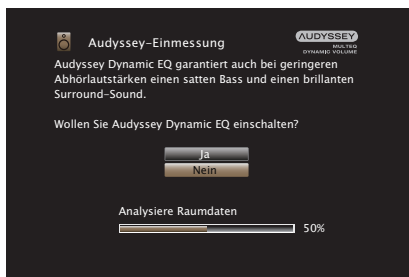 Audyssey-Einmessung
AUDYSSEY
MULTEQ
DYNAMIC VOLUME
Audyssey Dynamic EQ garantiert auch bei geringeren
Abhörlautstärken einen satten Bass und einen brillanten
Surround-Sound.
Wollen Sie Audyssey Dynamic EQ einschalten?
Ja
Nein
Analysiere Raumdaten
50%